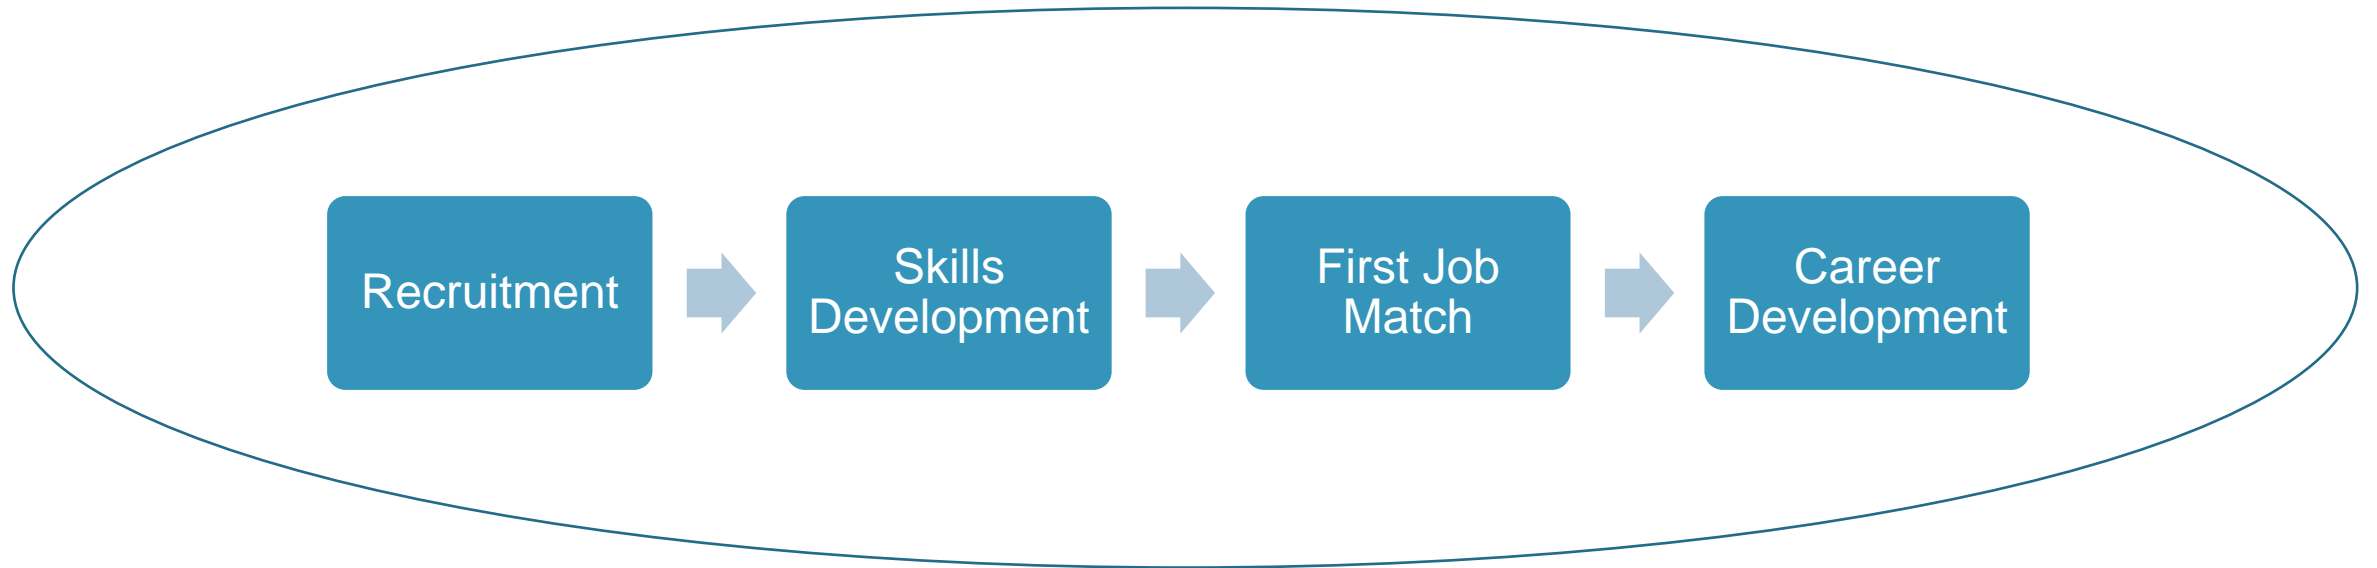 Recruitment
Skills
Development
First Job
Match
Career
Development